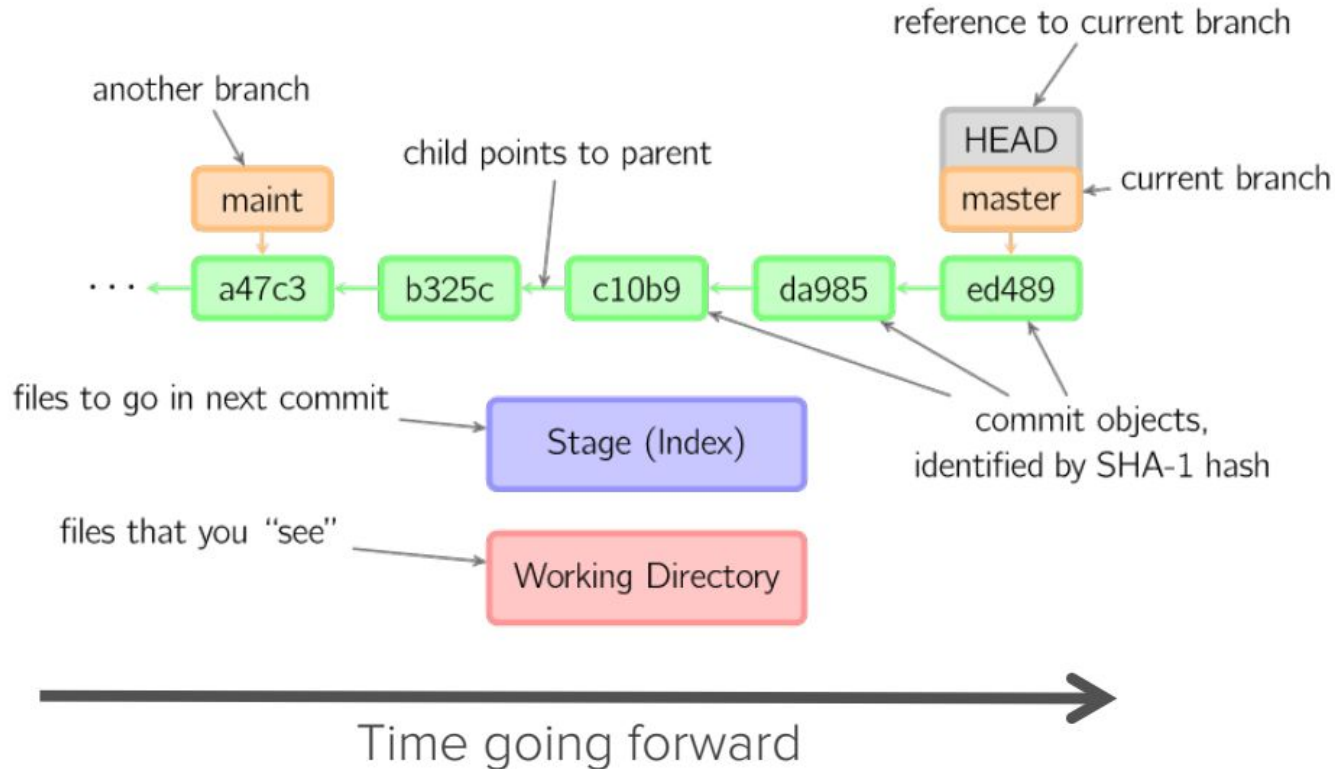 reference to current branch
another branch
HEAD
child points to parent
maint
master
current branch
...
a47c3
b325c
c10b9
da985
ed489
files to go in next commit
Stage (Index)
commit objects,
identified by SHA-1 hash
files that you “see”
Working Directory
Time going forward